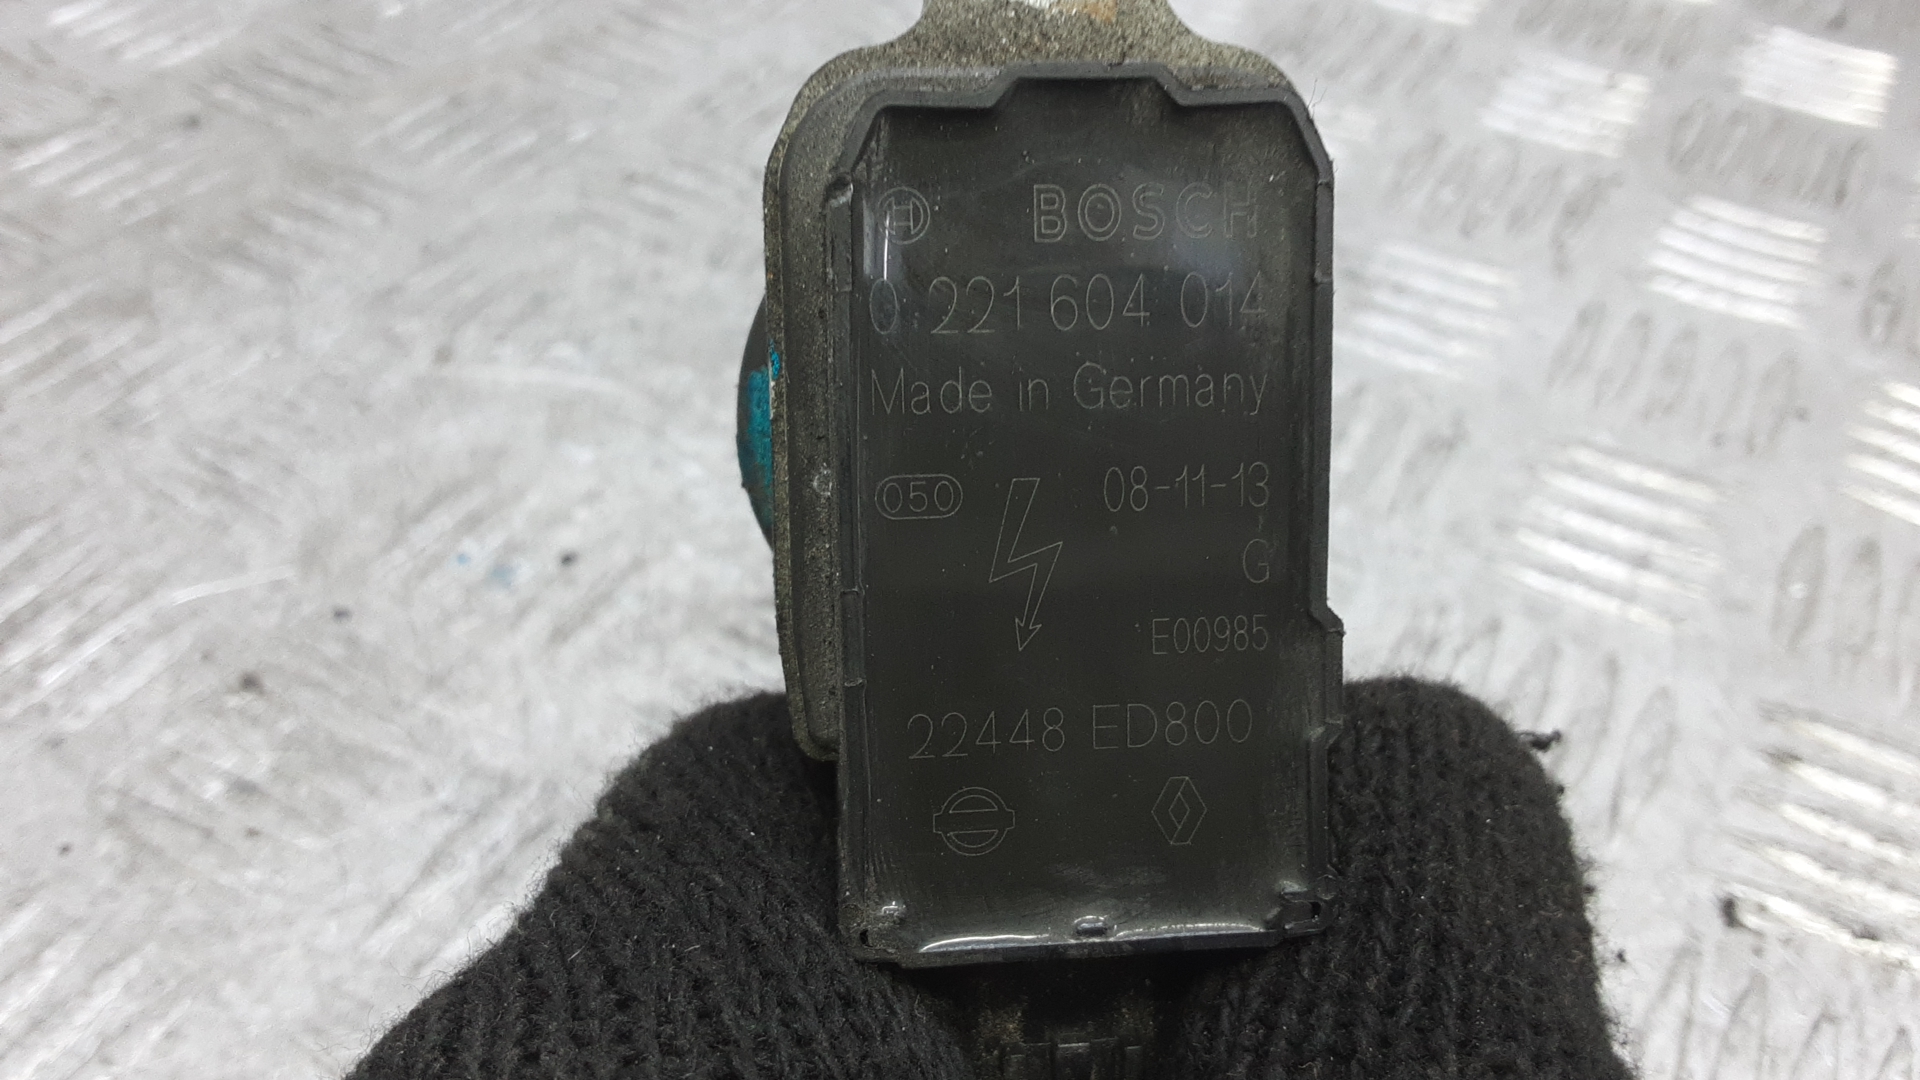 BOSCH
0 221 604 014
Made in Germany
050 08-11-13
G
E00985
22448 ED800